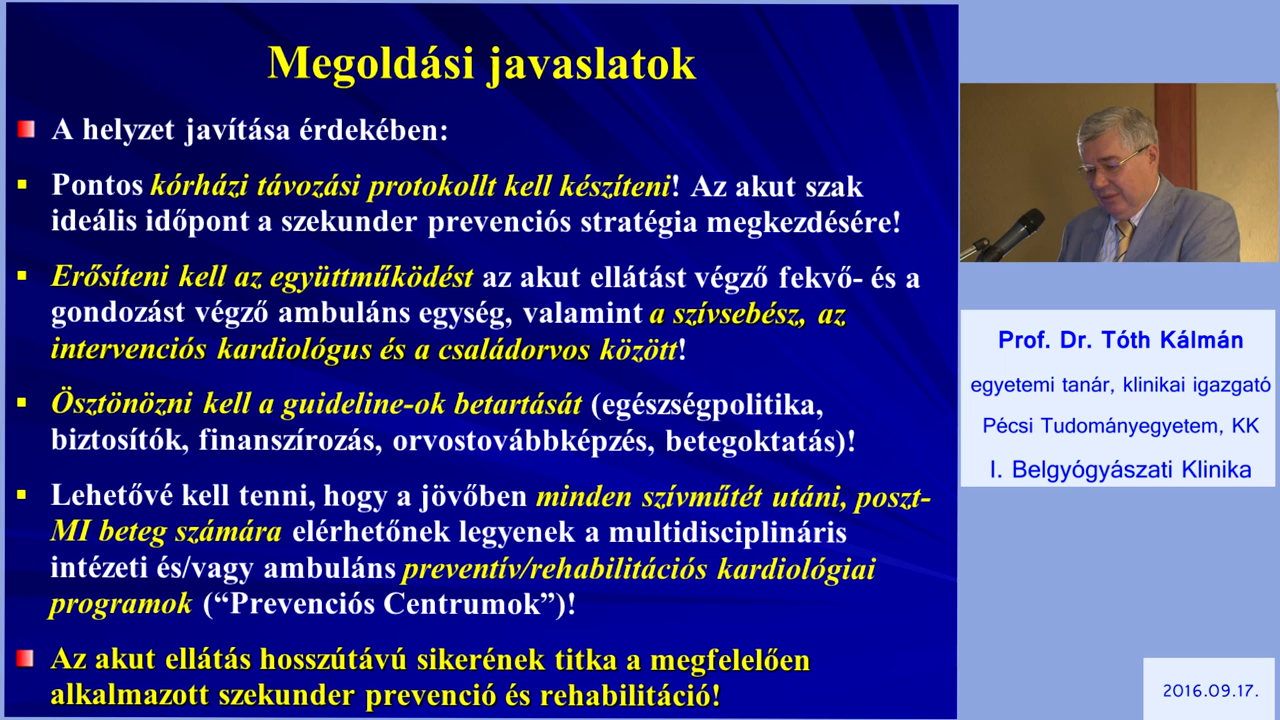 Megoldási javaslatok
A helyzet javítása érdekében:
Pontos kórházi távozási protokollt kell készíteni! Az akut szak
ideális időpont a szekunder prevenciós stratégia megkezdésére!
Erősíteni kell az együttműködést az akut ellátást végző fekvő- és a
gondozást végző ambuláns egység, valamint a szívsebész, az
intervenciós kardiológus és a családorvos között!
Ösztönözni kell a guideline-ok betartását (egészségpolitika,
biztosítók, finanszírozás, orvostovábbképzés, betegoktatás)!
Lehetővé kell tenni, hogy a jövőben minden szívműtét utáni, poszt-
MI beteg számára elérhetőnek legyenek a multidisciplináris
intézeti és/vagy ambuláns preventív/rehabilitációs kardiológiai
programok (“Prevenciós Centrumok”)!
Az akut ellátás hosszútávú sikerének titka a megfelelően
alkalmazott szekunder prevenció és rehabilitáció!
Prof. Dr. Tóth Kálmán
egyetemi tanár, klinikai igazgató
Pécsi Tudományegyetem, KK
I. Belgyógyászati Klinika
2016.09.17.